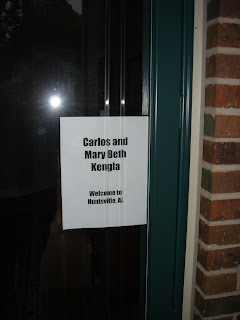 Carlos and
Mary Beth
Kengla
Welcome to
Huntsville, AL